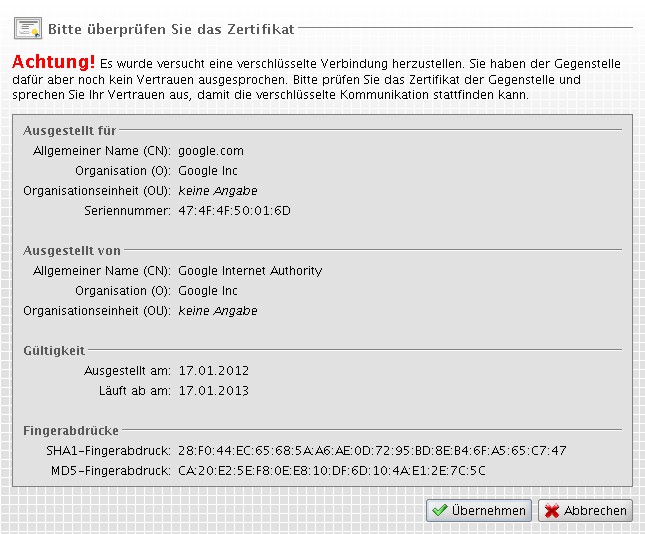 Bitte überprüfen Sie das Zertifikat
Achtung! Es wurde versucht eine verschlüsselte Verbindung herzustellen. Sie haben der Gegenstelle
dafür aber noch kein Vertrauen ausgesprochen. Bitte prüfen Sie das Zertifikat der Gegenstelle und
sprechen Sie Ihr Vertrauen aus, damit die verschlüsselte Kommunikation stattfinden kann.
Ausgestellt für
Allgemeiner Name (CN): google.com
Organisation (O): Google Inc
Organisationseinheit (OU): keine Angabe
Seriennummer: 47:4F:4F:50:01:6D
Ausgestellt von
Allgemeiner Name (CN): Google Internet Authority
Organisation (O): Google Inc
Organisationseinheit (OU): keine Angabe
Gültigkeit
Ausgestellt am: 17.01.2012
Läuft ab am: 17.01.2013
Fingerabdrücke
SHA1-Fingerabdruck: 28:F0:44:EC:65:68:5A:A6:AE:0D:72:95:BD:8E:B4:6F:A5:65:C7:47
MD5-Fingerabdruck: CA:20:E2:5E:F8:0E:E8:10:DF:6D:10:4A:E1:2E:7C:5C
Übernehmen Abbrechen